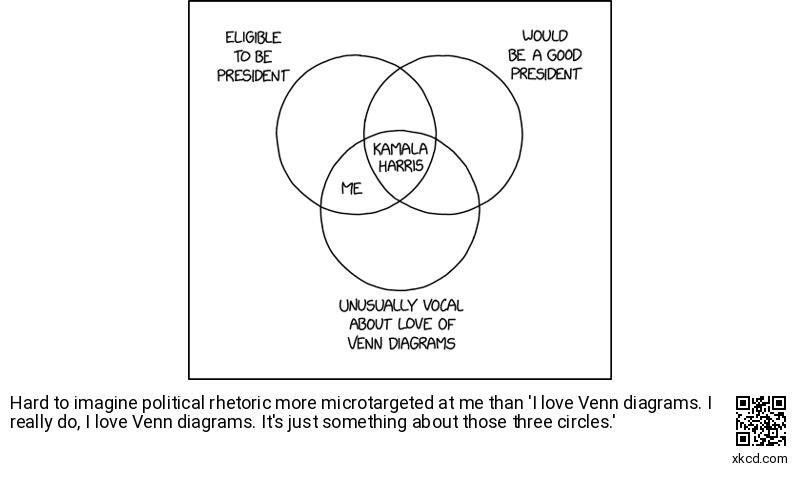 ELIGIBLE
TO BE
PRESIDENT
WOULD
BE A GOOD
PRESIDENT
KAMALA
HARRIS
ME
UNUSUALLY VOCAL
ABOUT LOVE OF
VENN DIAGRAMS
Hard to imagine political rhetoric more microtargeted at me than 'I love Venn diagrams. I
really do, I love Venn diagrams. It's just something about those three circles.'
xkcd.com